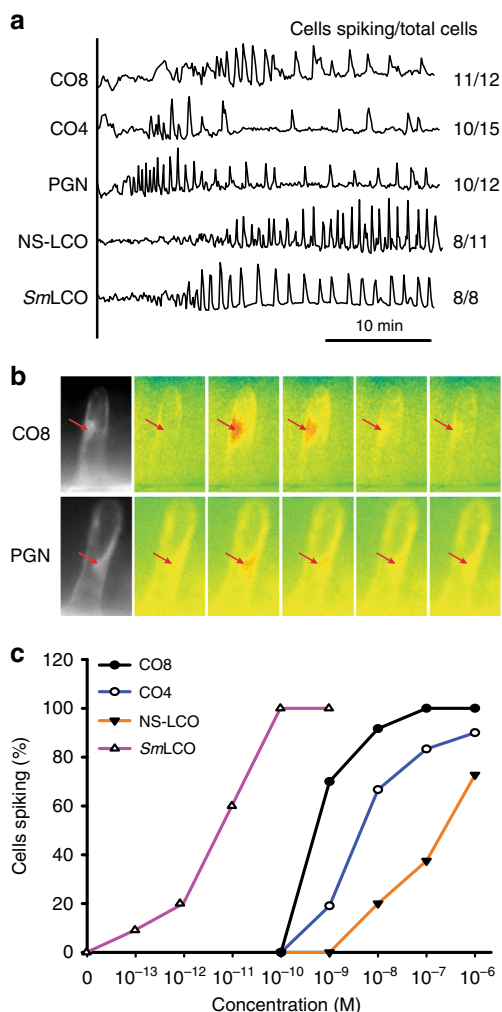 a
Cells spiking/total cells
CO8 11/12
CO4 10/15
PGN 10/12
NS-LCO 8/11
SmLCO 8/8
10 min
b
CO8
PGN
c
120
100
80
60
40
20
0
Cells spiking (%)
CO8
CO4
NS-LCO
SmLCO
0 10⁻¹³ 10⁻¹² 10⁻¹¹ 10⁻¹⁰ 10⁻⁹ 10⁻⁸ 10⁻⁷ 10⁻⁶
Concentration (M)